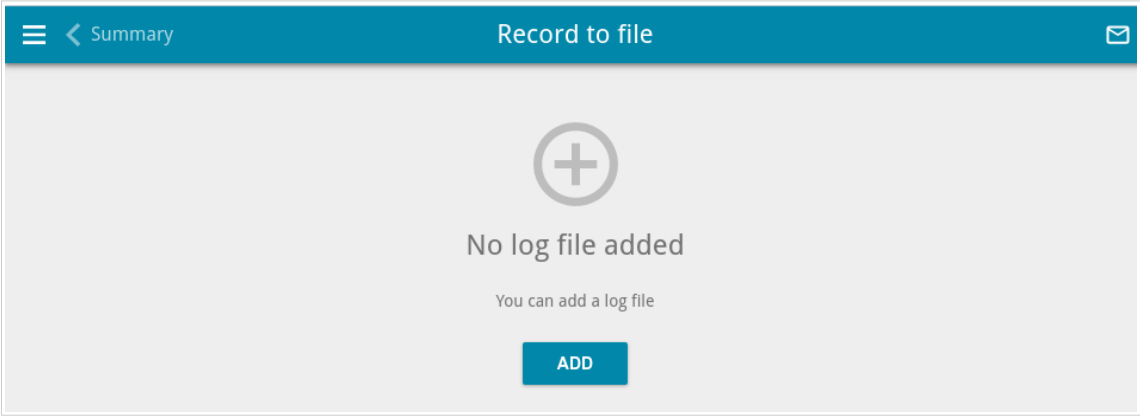 Summary
Record to file
No log file added
You can add a log file
ADD